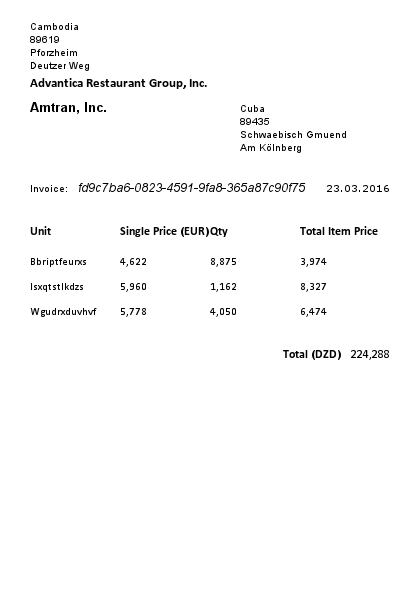 Cambodia
89619
Pforzheim
Deutzer Weg
Advantica Restaurant Group, Inc.
Amtran, Inc.
Cuba
89435
Schwaebisch Gmuend
Am Kölnberg
Invoice: fd9c7ba6-0823-4591-9fa8-365a87c90f75 23.03.2016
Unit Single Price (EUR)Qty Total Item Price
Bbriptfeurxs 4,622 8,875 3,974
Isxqtstlkdzs 5,960 1,162 8,327
Wgudrxduvhvf 5,778 4,050 6,474
Total (DZD) 224,288